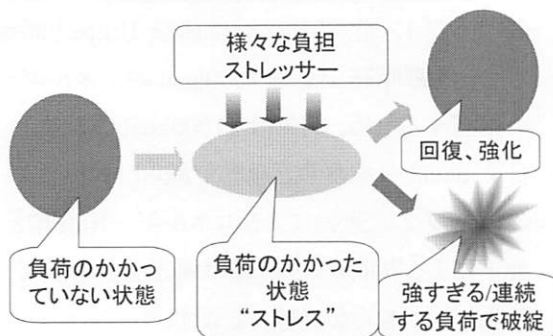 様々な負担
ストレッサー
回復、強化
負荷のかかっ
ていない状態
負荷のかかった
状態
“ストレス”
強すぎる/連続
する負荷で破綻